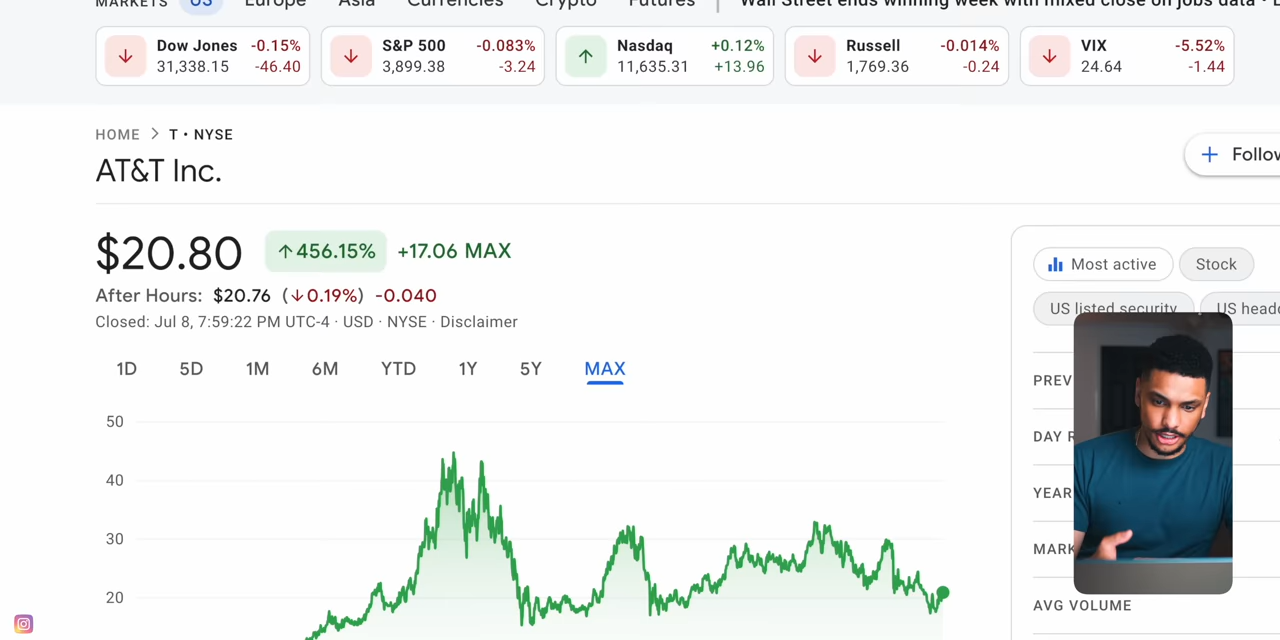 MARKETS US Europe Asia Currencies Crypto Futures Wall Street ends winning week with mixed close on jobs data
Dow Jones -0.15% S&P 500 -0.083% Nasdaq +0.12% Russell -0.014% VIX -5.52%
31,338.15 -46.40 3,899.38 -3.24 11,635.31 +13.96 1,769.36 -0.24 24.64 -1.44
HOME > T • NYSE
AT&T Inc.
+ Follow
$20.80 ↑456.15% +17.06 MAX
After Hours: $20.76 (↓0.19%) -0.040
Closed: Jul 8, 7:59:22 PM UTC-4 · USD · NYSE · Disclaimer
1D 5D 1M 6M YTD 1Y 5Y MAX
50
40
30
20
Most active Stock
US listed security US head
PREV
DAY R
YEAR
MARK
AVG VOLUME